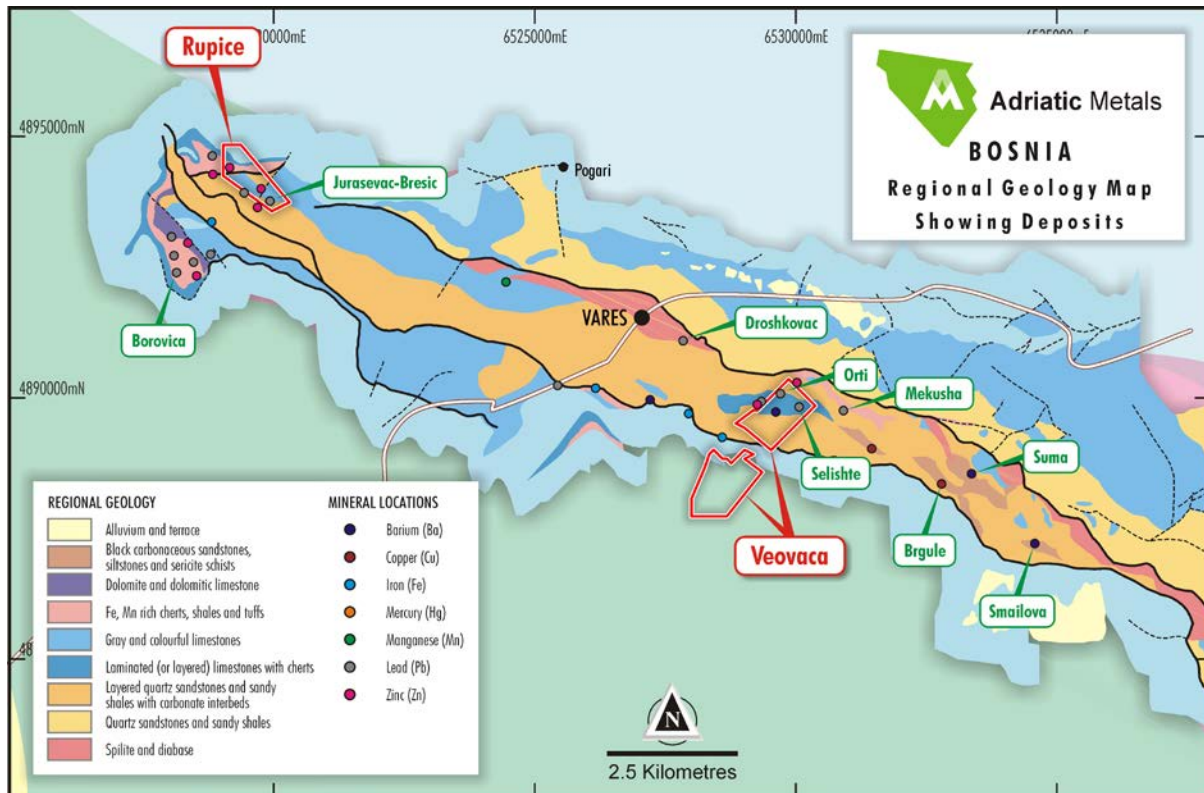 6525000mE
6530000mE
Rupice
Adriatic Metals
BOSNIA
Regional Geology Map
Showing Deposits
4895000mN
Pogari
Jurasevac-Bresic
VARES
Droshkovac
Borovica
Orti
4890000mN
Mekusha
Suma
Selishte
Brgule
Veovaca
Smailova
REGIONAL GEOLOGY
Alluvium and terrace
Black carbonaceous sandstones,
siltstones and sericite schists
Dolomite and dolomitic limestone
Fe, Mn rich cherts, shales and tuffs
Gray and colourful limestones
Laminated (or layered) limestones with cherts
Layered quartz sandstones and sandy
shales with carbonate interbeds
Quartz sandstones and sandy shales
Spilite and diabase
MINERAL LOCATIONS
Barium (Ba)
Copper (Cu)
Iron (Fe)
Mercury (Hg)
Manganese (Mn)
Lead (Pb)
Zinc (Zn)
N
2.5 Kilometres